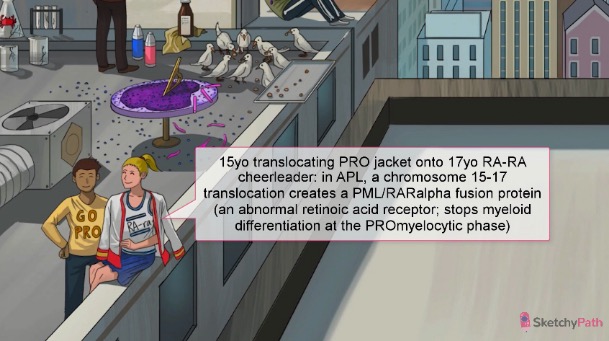 15yo translocating PRO jacket onto 17yo RA-RA
cheerleader: in APL, a chromosome 15-17
translocation creates a PML/RARalpha fusion protein
(an abnormal retinoic acid receptor; stops myeloid
differentiation at the PROmyelocytic phase)
GO
PRO
RA-ra
SketchyPath